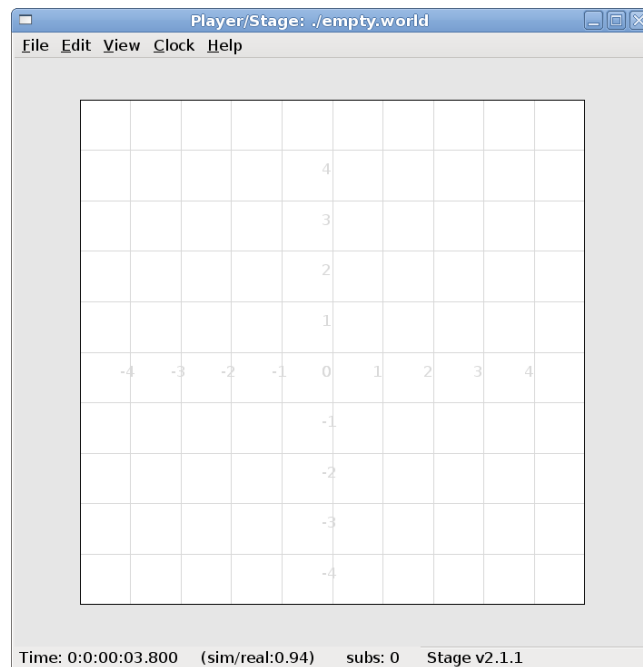 Player/Stage: ./empty.world
File Edit View Clock Help
4
3
2
1
-4 -3 -2 -1 0 1 2 3 4
-1
-2
-3
-4
Time: 0:0:00:03.800 (sim/real:0.94) subs: 0 Stage v2.1.1